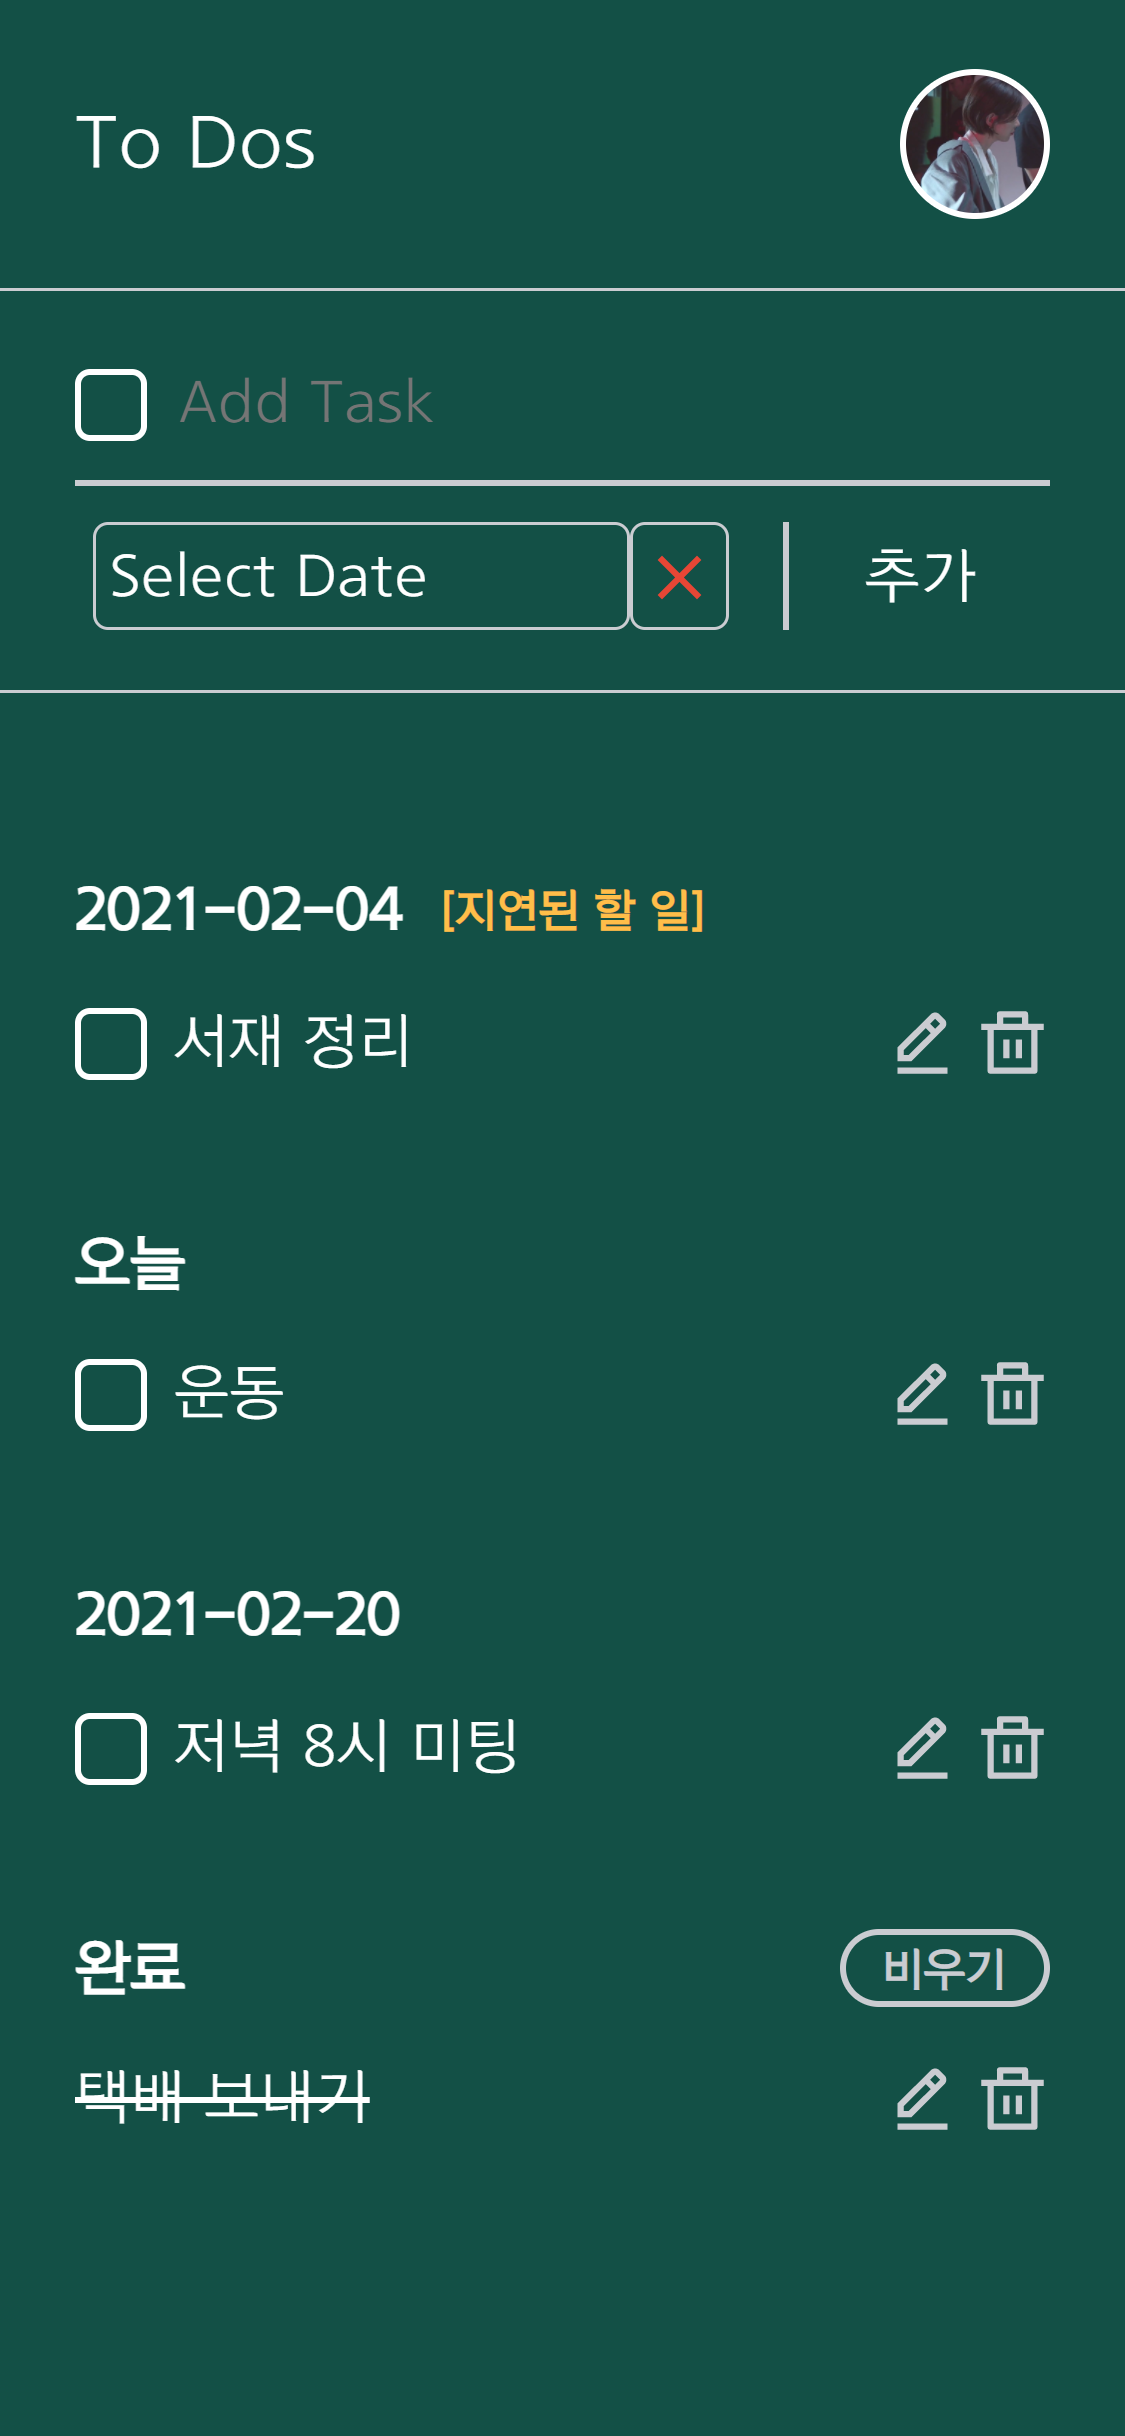 To Dos
Add Task
Select Date
추가
2021-02-04 [지연된 할 일]
서재 정리
오늘
운동
2021-02-20
저녁 8시 미팅
완료
비우기
택배 보내기